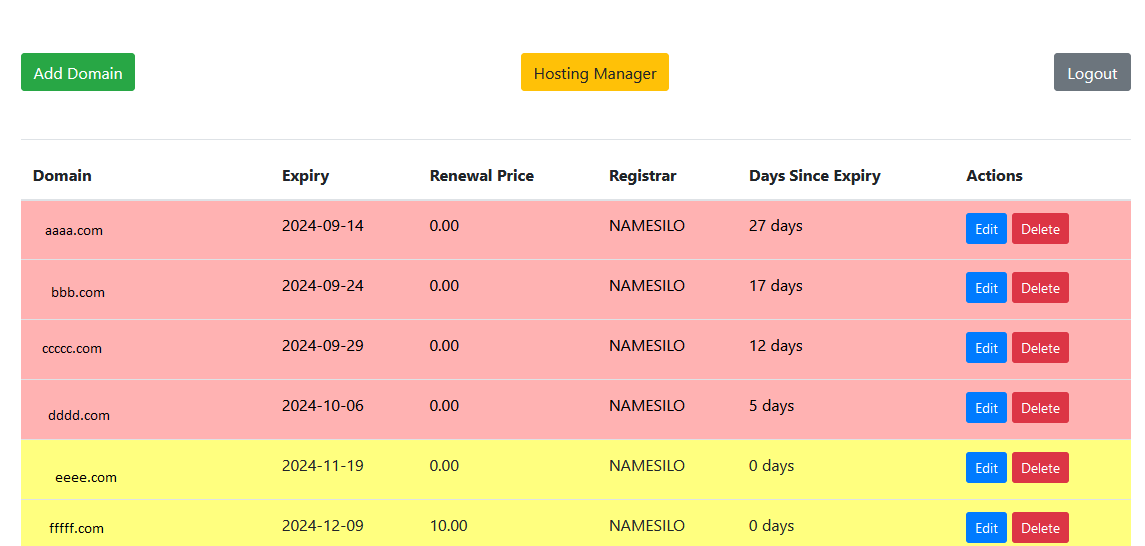 Add Domain Hosting Manager Logout
Domain Expiry Renewal Price Registrar Days Since Expiry Actions
aaaa.com 2024-09-14 0.00 NAMESILO 27 days Edit Delete
bbb.com 2024-09-24 0.00 NAMESILO 17 days Edit Delete
ccccc.com 2024-09-29 0.00 NAMESILO 12 days Edit Delete
dddd.com 2024-10-06 0.00 NAMESILO 5 days Edit Delete
eeee.com 2024-11-19 0.00 NAMESILO 0 days Edit Delete
fffff.com 2024-12-09 10.00 NAMESILO 0 days Edit Delete